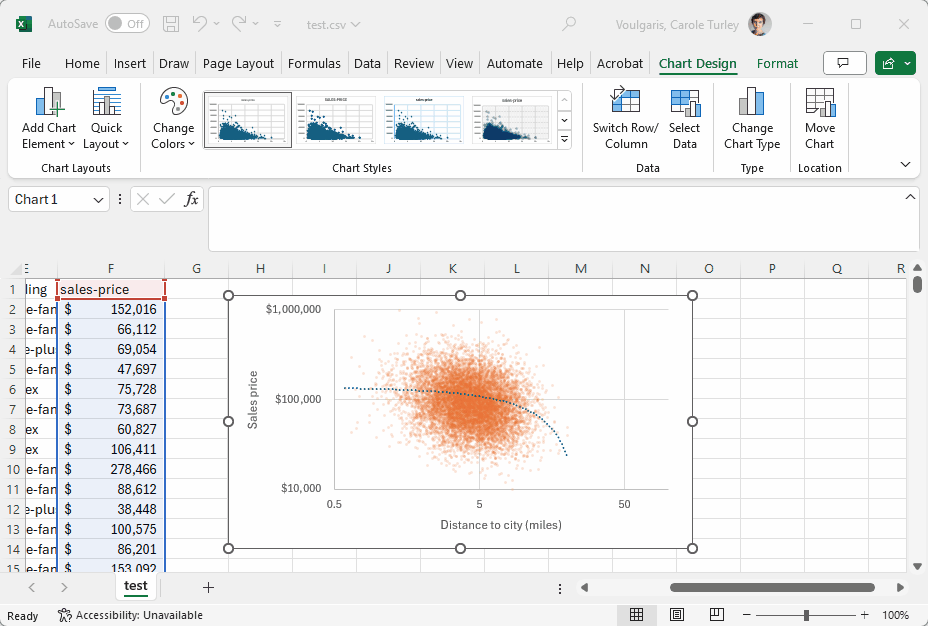 AutoSave Off test.csv Voulgaris, Carole Turley
File Home Insert Draw Page Layout Formulas Data Review View Automate Help Acrobat Chart Design Format
Add Chart Element
Quick Layout
Change Colors
Switch Row/ Column
Select Data
Change Chart Type
Move Chart
Chart Layouts Chart Styles Data Type Location
Chart 1 fx
E F G H I J K L M N O P Q R
1 ling sales-price
2 e-fan $ 152,016
3 e-fan $ 66,112
4 e-plu $ 69,054
5 e-fan $ 47,697
6 ex $ 75,728
7 e-fan $ 73,687
8 ex $ 60,827
9 ex $ 106,411
10 e-fan $ 278,466
11 e-fan $ 88,612
12 e-plu $ 38,448
13 e-fan $ 100,575
14 e-fan $ 86,201
15 e-fan $ 153,092
$1,000,000
$100,000
$10,000
Sales price
0.5 5 50
Distance to city (miles)
test
Ready Accessibility: Unavailable 100%